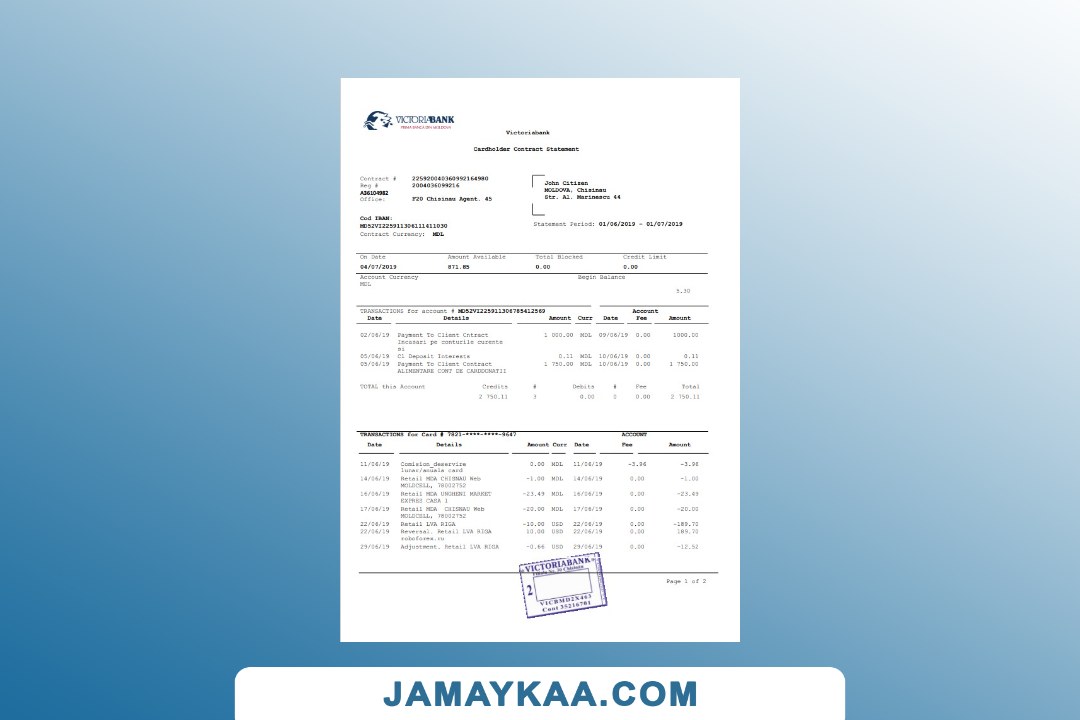 VICTORIABANK
PRIMA BANCĂ DIN MOLDOVA
Victoriabank
Cardholder Contract Statement
Contract # 225920040360992164980
Reg # 2004036099216
A36104982
Office: F20 Chisinau Agent. 45
John Citizen
MOLDOVA, Chisinau
Str. Al. Marinescu 44
Cod IBAN:
MD52VI225911306111411030
Contract Currency: MDL
Statement Period: 01/06/2019 - 01/07/2019
On Date Amount Available Total Blocked Credit Limit
04/07/2019 871.85 0.00 0.00
Account Currency Begin Balance
MDL
5.30
TRANSACTIONS for account # MD52VI225911306785412569 Account
Date Details Amount Curr Date Fee Amount
02/06/19 Payment To Client Cntract 1 000.00 MDL 09/06/19 0.00 1000.00
incasari pe conturile curente
si
05/06/19 CL Deposit Interests 0.11 MDL 10/06/19 0.00 0.11
05/06/19 Payment To Client Contract 1 750.00 MDL 10/06/19 0.00 1 750.00
ALIMENTARE CONT DE CARDDONATII
TOTAL this Account Credits # Debits # Fee Total
2 750.11 3 0.00 0 0.00 2 750.11
TRANSACTIONS for Card # 7821-****-****-9647 ACCOUNT
Date Details Amount Curr Date Fee Amount
11/06/19 Comision_deservire 0.00 MDL 11/06/19 -3.96 -3.96
lunar/anuala card
14/06/19 Retail MDA CHISNAU Web -1.00 MDL 14/06/19 0.00 -1.00
MOLDCELL, 78002752
16/06/19 Retail MDA UNGHENI MARKET -23.49 MDL 16/06/19 0.00 -23.49
EXPRES CASA 1
17/06/19 Retail MDA CHISNAU Web -20.00 MDL 17/06/19 0.00 -20.00
MOLDCELL, 78002752
22/06/19 Retail LVA RIGA -10.00 USD 22/06/19 0.00 -189.70
22/06/19 Reversal. Retail LVA RIGA 10.00 USD 22/06/19 0.00 189.70
roboforex.ru
29/06/19 Adjustment. Retail LVA RIGA -0.66 USD 29/06/19 0.00 -12.52
VICTORIABANK
2
VICBMD2X463
Cont 35216781
Page 1 of 2
JAMAYKAA.COM